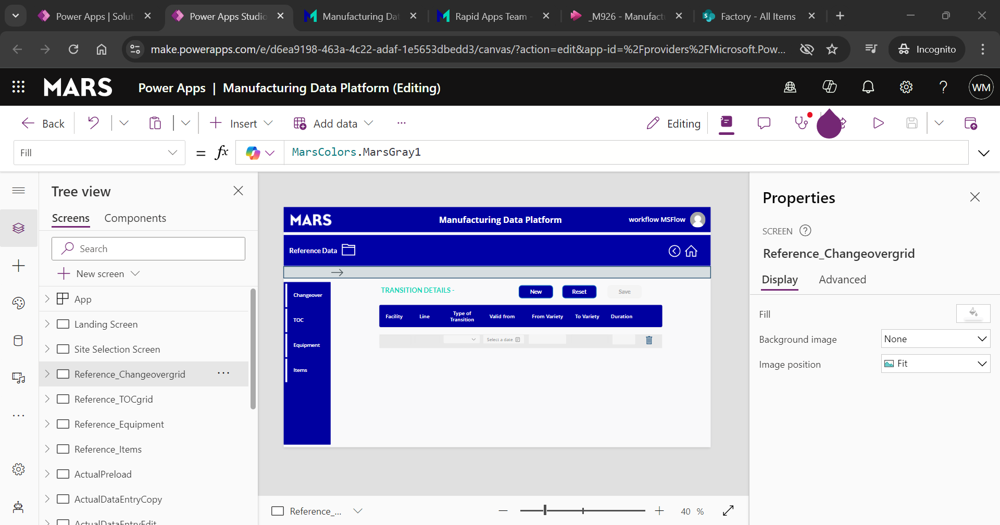 Power Apps | Solut
Power Apps Studio
Manufacturing Dat
Rapid Apps Team -
_M926 - Manufactu
Factory - All Items
make.powerapps.com/e/d6ea9198-463a-4c22-adaf-1e5653dbedd3/canvas/?action=edit&app-id=%2Fproviders%2FMicrosoft.Pow...
Incognito
MARS
Power Apps | Manufacturing Data Platform (Editing)
WM
Back
Insert
Add data
Editing
Fill
= fx
MarsColors.MarsGray1
Tree view
Screens
Components
Search
New screen
App
Landing Screen
Site Selection Screen
Reference_Changeovergrid
Reference_TOCgrid
Reference_Equipment
Reference_Items
ActualPreload
ActualDataEntryCopy
ActualDataEntryEdit
MARS
Manufacturing Data Platform
workflow MSFlow
Reference Data
Changeover
TOC
Equipment
Items
TRANSITION DETAILS -
New
Reset
Save
Facility
Line
Type of Transition
Valid from
From Variety
To Variety
Duration
Select a date
Reference_...
40 %
Properties
SCREEN
Reference_Changeovergrid
Display
Advanced
Fill
Background image
None
Image position
Fit